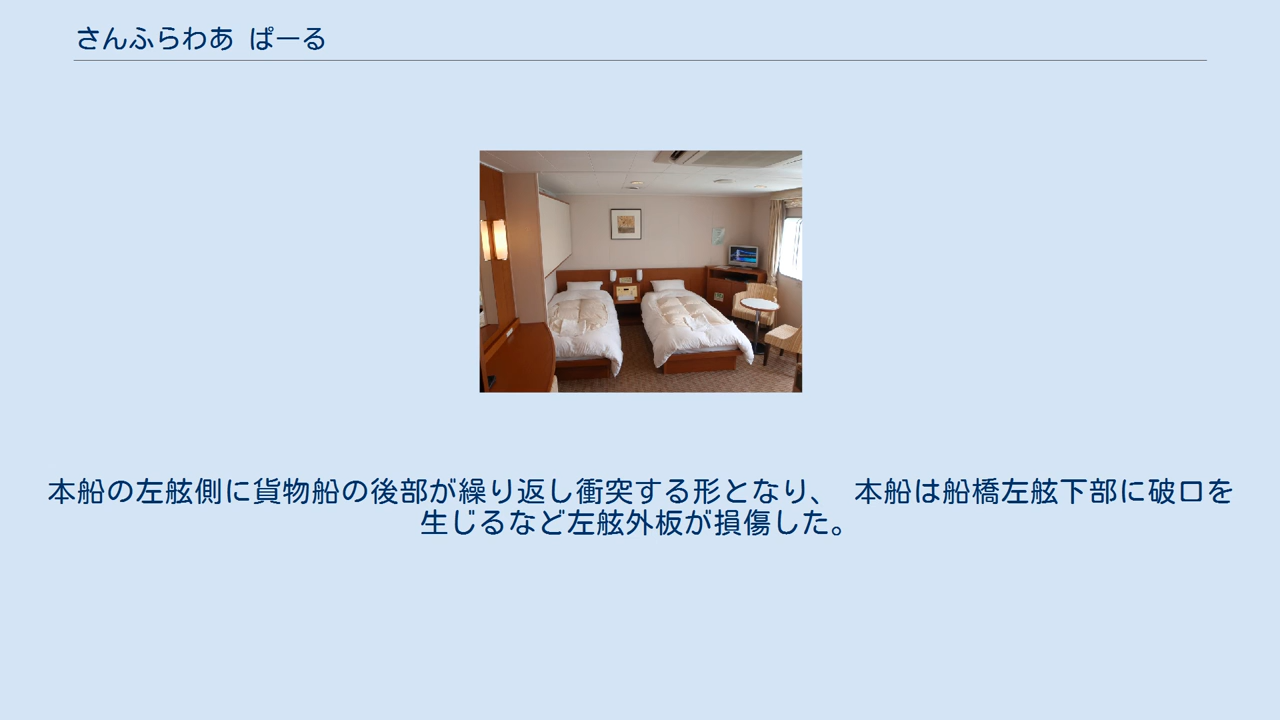 さんふらわあ ぱーる
本船の左舷側に貨物船の後部が繰り返し衝突する形となり、 本船は船橋左舷下部に破口を
生じるなど左舷外板が損傷した。